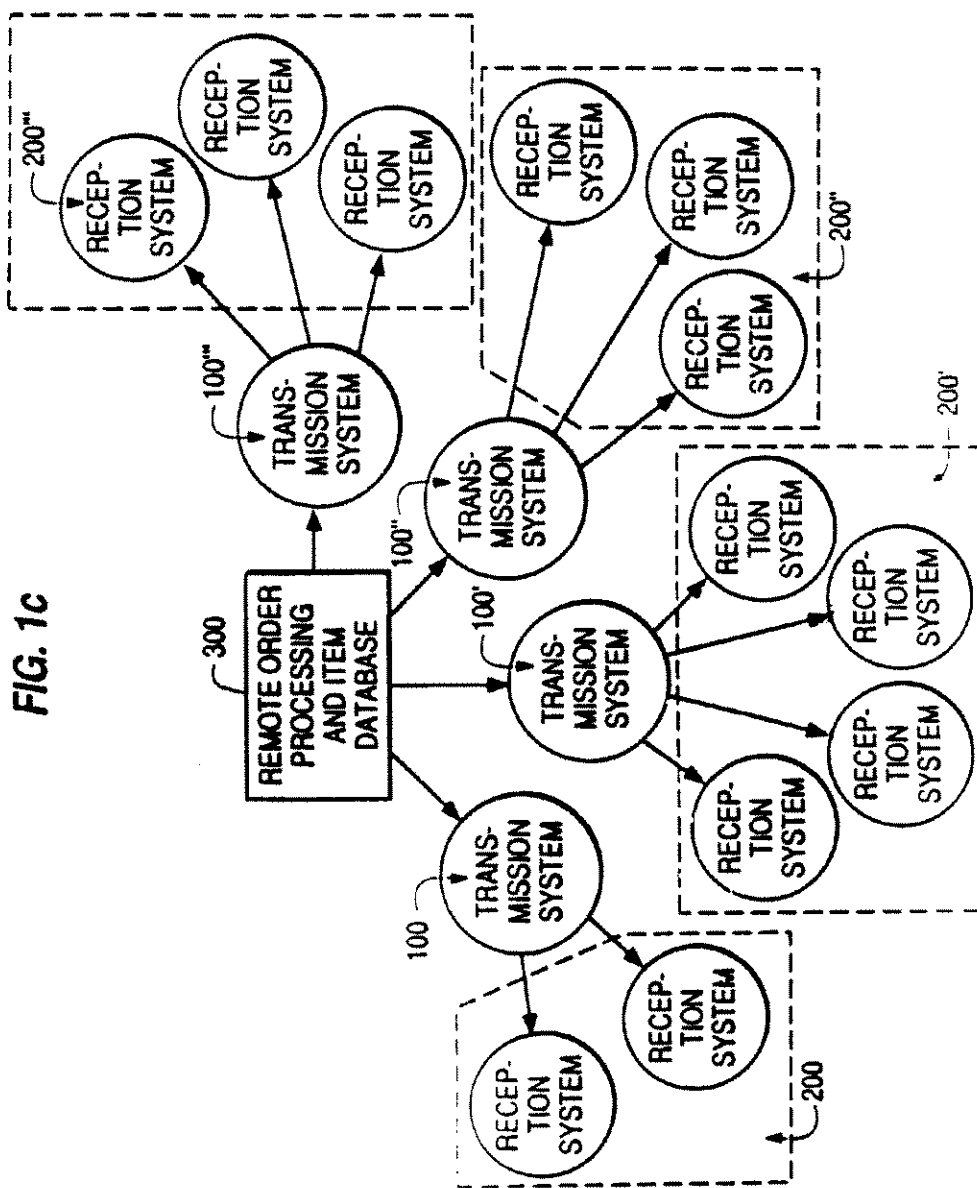 FIG. 1c
300
REMOTE ORDER
PROCESSING
AND ITEM
DATABASE
100
TRANS-
MISSION
SYSTEM
100'
TRANS-
MISSION
SYSTEM
100"
TRANS-
MISSION
SYSTEM
100'"
TRANS-
MISSION
SYSTEM
RECEP-
TION
SYSTEM
RECEP-
TION
SYSTEM
200
RECEP-
TION
SYSTEM
RECEP-
TION
SYSTEM
RECEP-
TION
SYSTEM
RECEP-
TION
SYSTEM
200'
RECEP-
TION
SYSTEM
RECEP-
TION
SYSTEM
RECEP-
TION
SYSTEM
200"
200'"
RECEP-
TION
SYSTEM
RECEP-
TION
SYSTEM
RECEP-
TION
SYSTEM